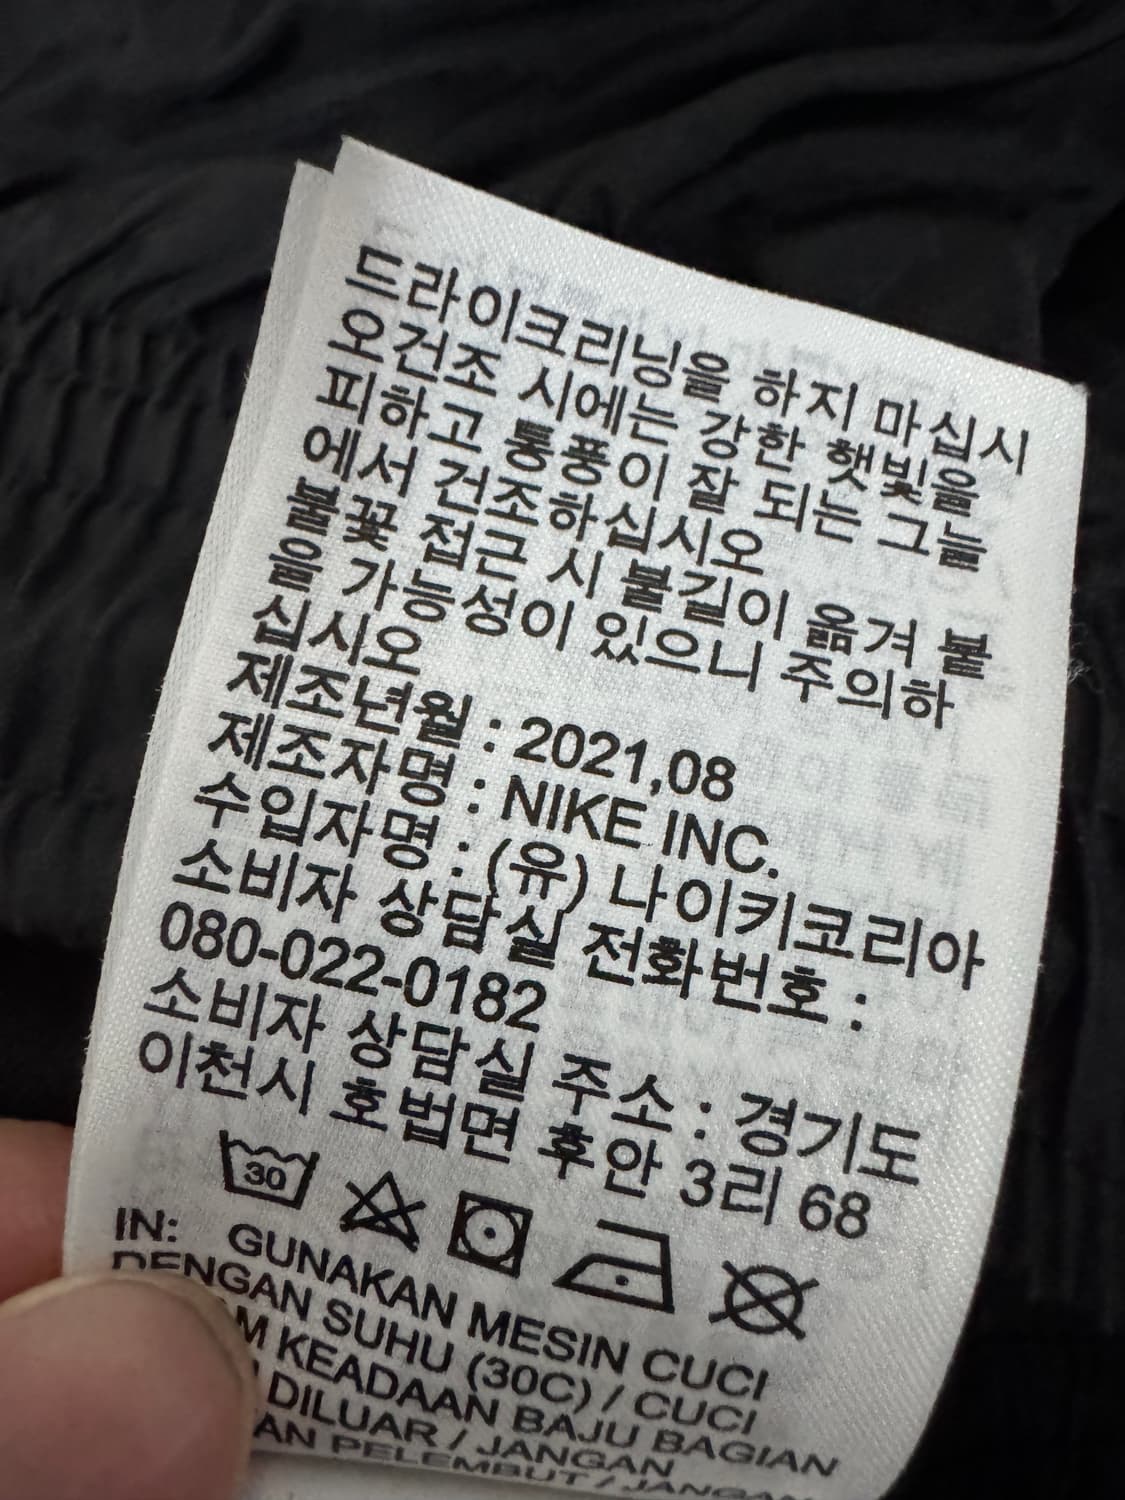 드라이크리닝을 하지 마십시
오건조 시에는 강한 햇빛을
피하고 통풍이 잘 되는 그늘
에서 건조하십시오
불꽃 접근 시 불길이 옮겨 붙
을 가능성이 있으니 주의하
십시오
제조년월 : 2021,08
제조자명 : NIKE INC.
수입자명 : (유) 나이키코리아
소비자 상담실 전화번호 :
080-022-0182
소비자 상담실 주소 : 경기도
이천시 호법면 후안 3리 68
30
IN: GUNAKAN MESIN CUCI
DENGAN SUHU (30C) / CUCI
KEADAAN BAJU BAGIAN
DILUAR / JANGAN
PELEMBUT / JANGAN